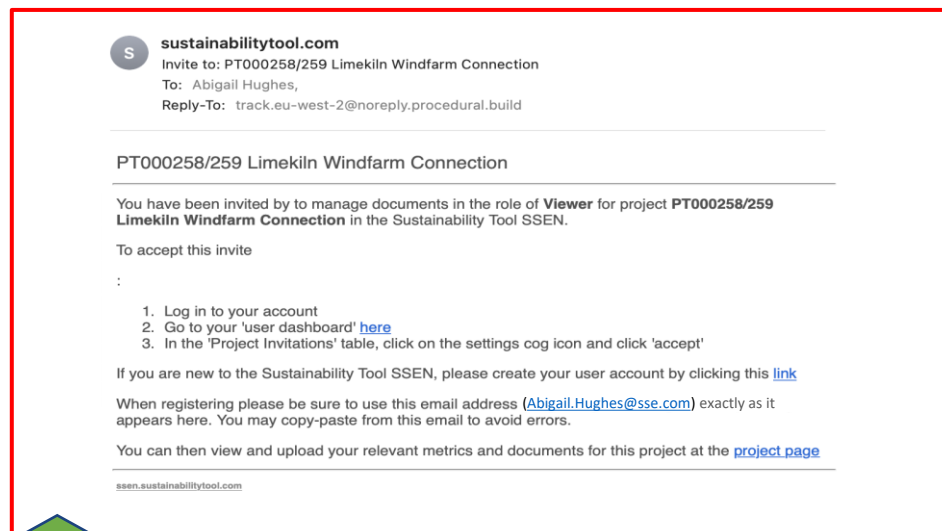 S
sustainabilitytool.com
Invite to: PT000258/259 Limekiln Windfarm Connection
To: Abigail Hughes,
Reply-To: track.eu-west-2@noreply.procedural.build
PT000258/259 Limekiln Windfarm Connection
You have been invited by to manage documents in the role of Viewer for project PT000258/259
Limekiln Windfarm Connection in the Sustainability Tool SSEN.
To accept this invite
:
1. Log in to your account
2. Go to your 'user dashboard' here
3. In the 'Project Invitations' table, click on the settings cog icon and click 'accept'
If you are new to the Sustainability Tool SSEN, please create your user account by clicking this link
When registering please be sure to use this email address (Abigail.Hughes@sse.com) exactly as it
appears here. You may copy-paste from this email to avoid errors.
You can then view and upload your relevant metrics and documents for this project at the project page
ssen.sustainabilitytool.com